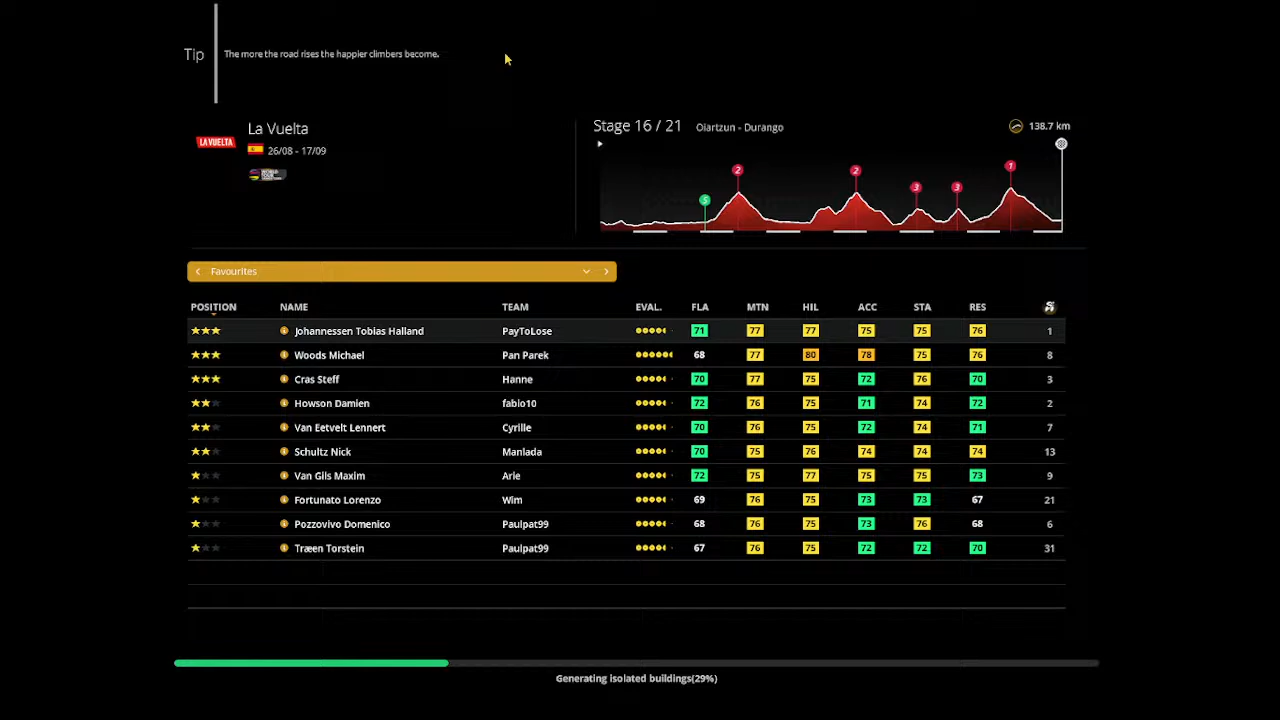 Tip
The more the road rises the happier climbers become.
LA VUELTA
La Vuelta
26/08 - 17/09
Stage 16 / 21 Oiartzun - Durango 138.7 km
S 2 2 3 3 1
Favourites
POSITION NAME TEAM EVAL. FLA MTN HIL ACC STA RES
Johannessen Tobias Halland PayToLose 71 77 77 75 75 76 1
Woods Michael Pan Parek 68 77 80 78 75 76 8
Cras Steff Hanne 70 77 75 72 76 70 3
Howson Damien fabio10 72 76 75 71 74 72 2
Van Eetvelt Lennert Cyrille 70 76 75 72 74 71 7
Schultz Nick Manlada 70 75 76 74 74 74 13
Van Gils Maxim Arie 72 75 77 75 75 73 9
Fortunato Lorenzo Wim 69 76 75 73 73 67 21
Pozzovivo Domenico Paulpat99 68 76 75 73 76 68 6
Træen Torstein Paulpat99 67 76 75 72 72 70 31
Generating isolated buildings(29%)